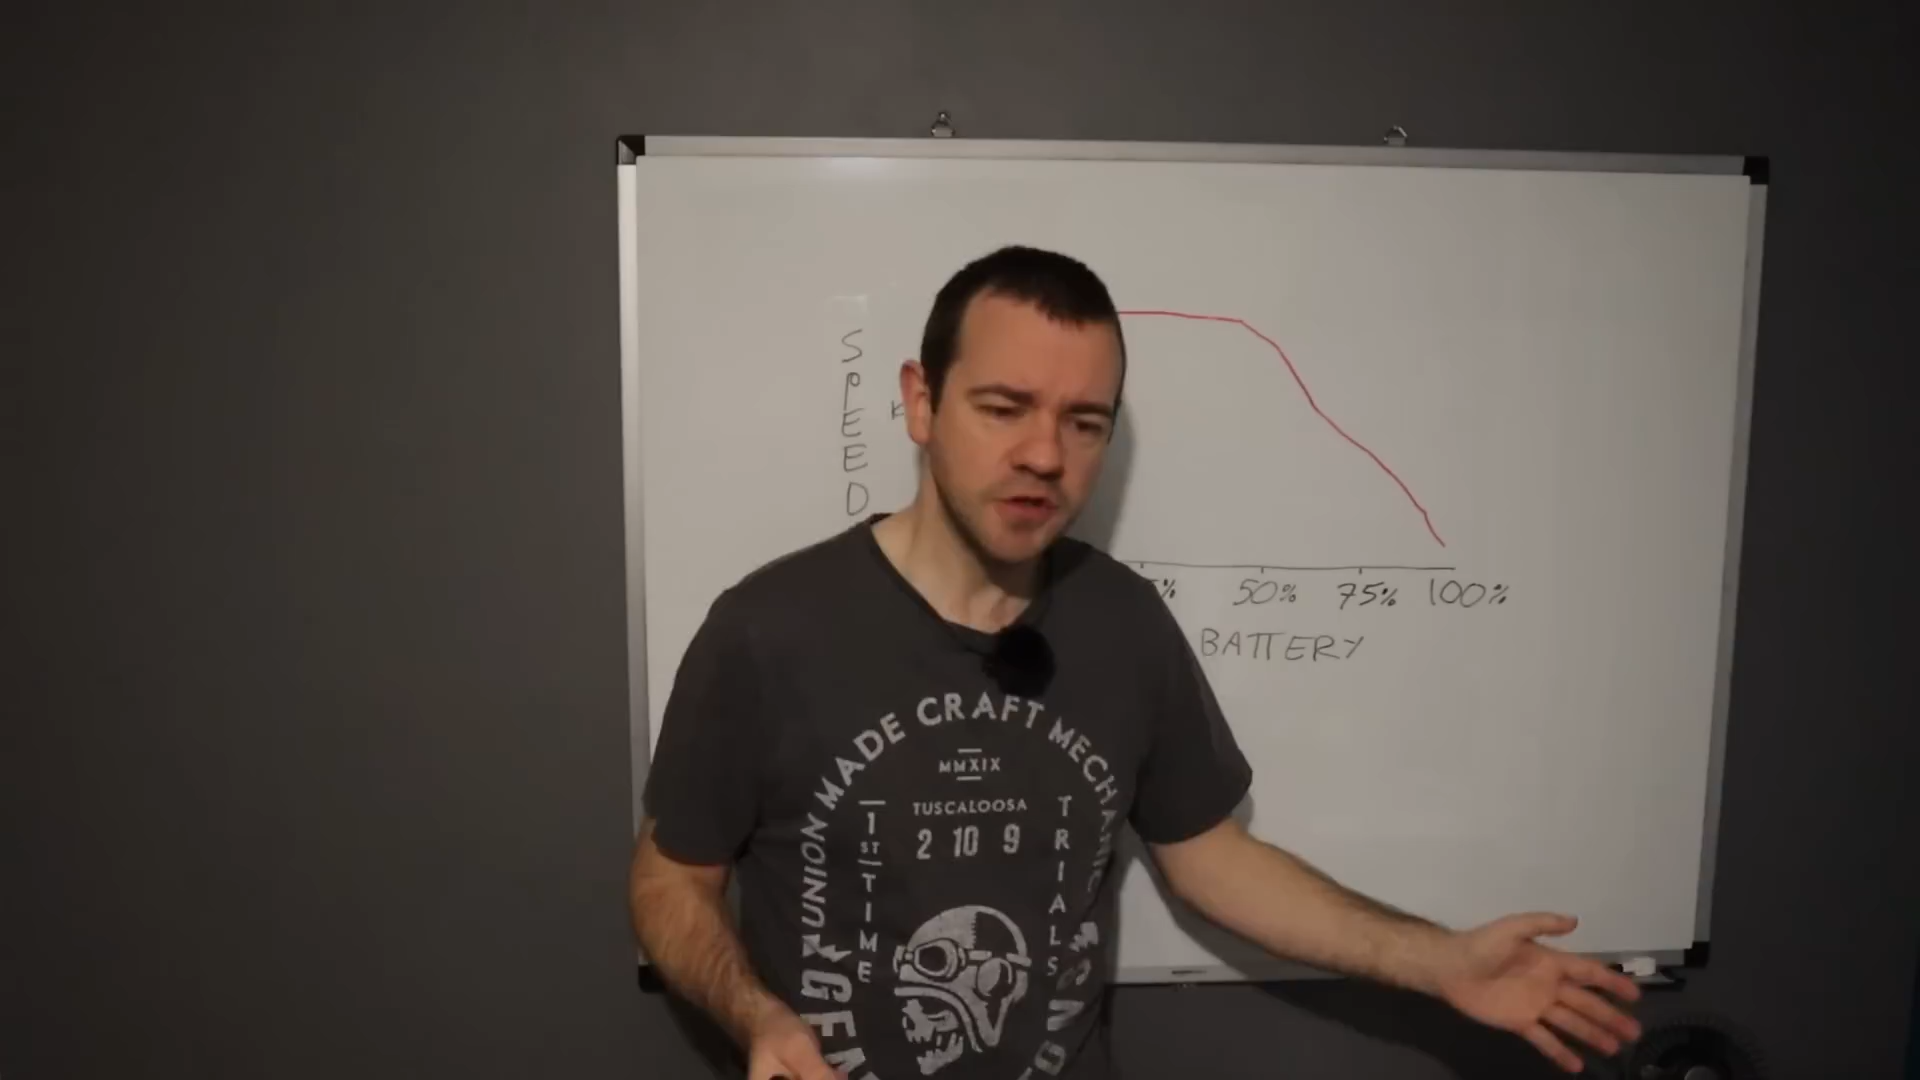 SPEED
K
%
50%
75%
100%
BATTERY
UNION MADE CRAFT MECHANIC
MMXIX
TUSCALOOSA
2 10 9
1ST TIME
TRIALS